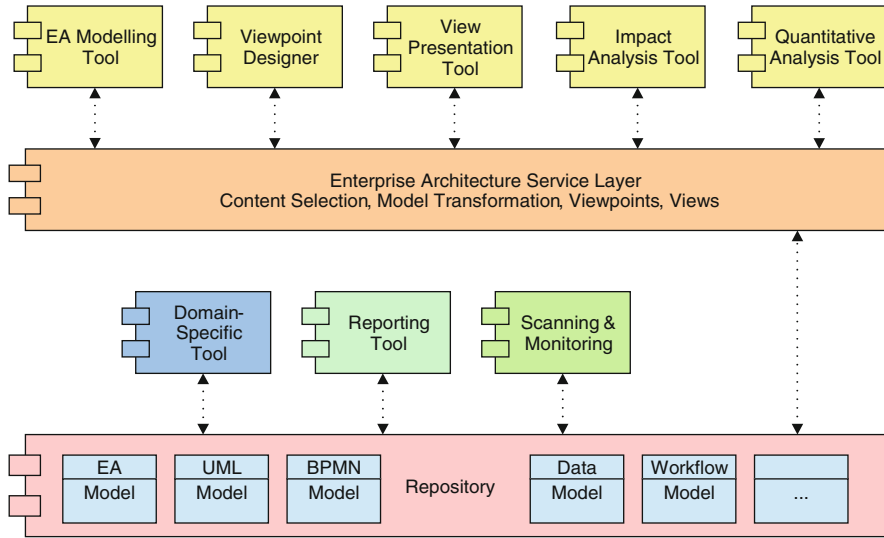 EA Modelling
Tool
Viewpoint
Designer
View
Presentation
Tool
Impact
Analysis Tool
Quantitative
Analysis Tool
Enterprise Architecture Service Layer
Content Selection, Model Transformation, Viewpoints, Views
Domain-
Specific
Tool
Reporting
Tool
Scanning &
Monitoring
EA
Model
UML
Model
BPMN
Model
Repository
Data
Model
Workflow
Model
...